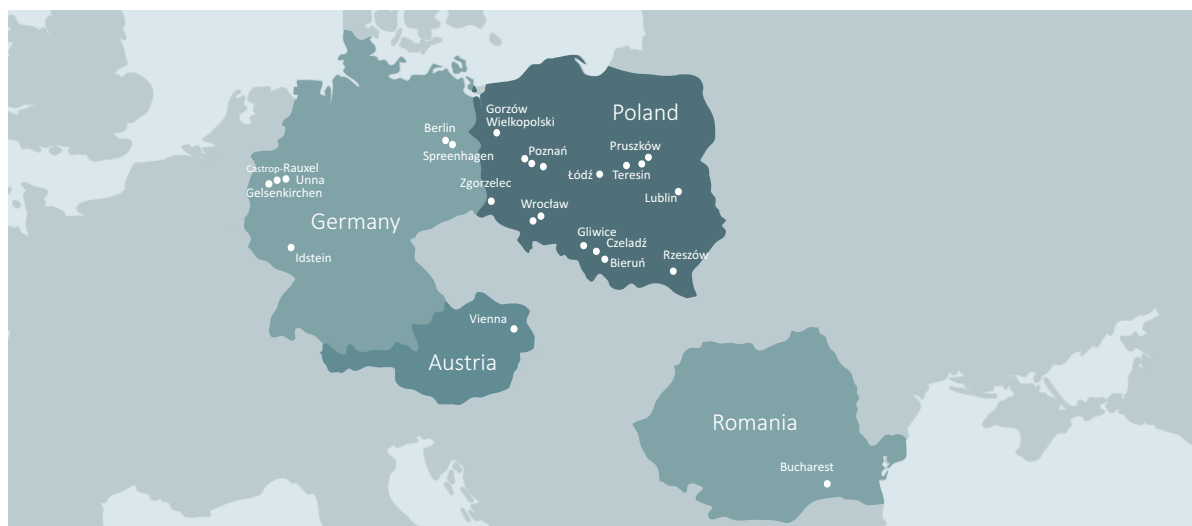 Gorzów
Wielkopolski
Poland
Berlin
Spreenhagen
Poznań
Pruszków
Teresin
Łódź
Castrop-Rauxel
Unna
Gelsenkirchen
Zgorzelec
Lublin
Wrocław
Germany
Gliwice
Czeladź
Bieruń
Rzeszów
Idstein
Vienna
Austria
Romania
Bucharest